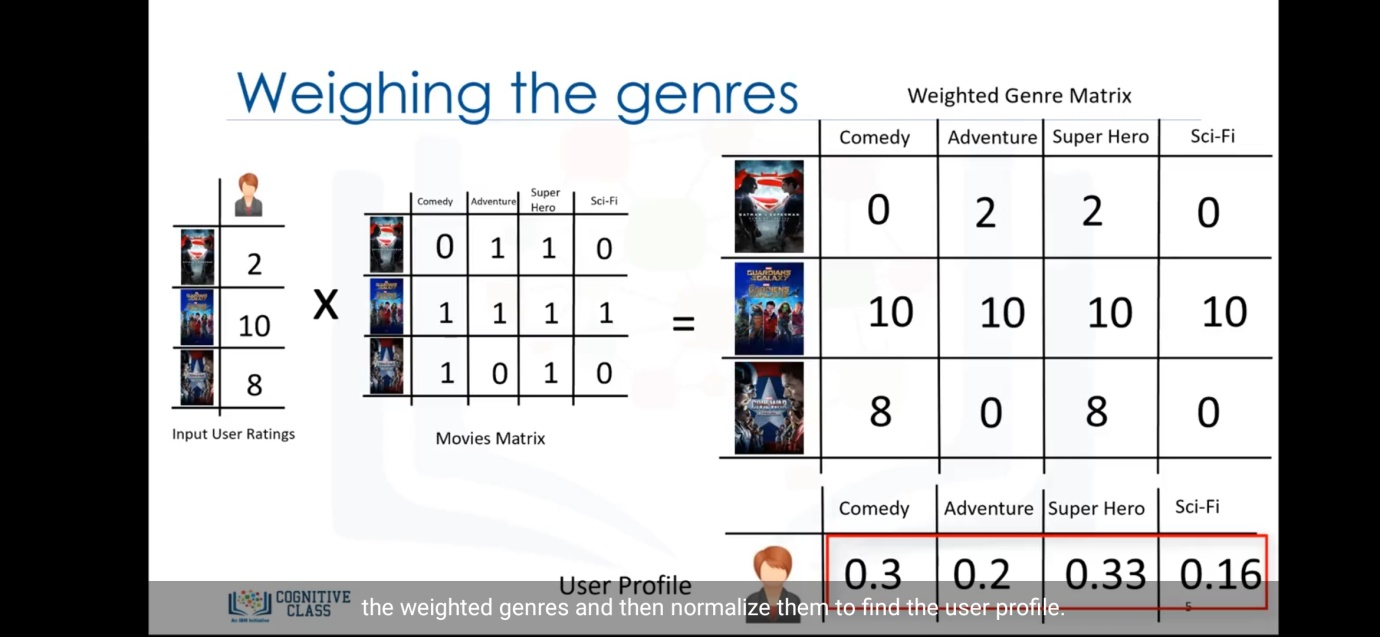 Weighing the genres
Weighted Genre Matrix
Comedy Adventure Super Hero Sci-Fi
0 2 2 0
10 10 10 10
8 0 8 0
2
10
8
Input User Ratings
X
Comedy Adventure Super Hero Sci-Fi
0 1 1 0
1 1 1 1
1 0 1 0
Movies Matrix
=
Comedy Adventure Super Hero Sci-Fi
User Profile 0.3 0.2 0.33 0.16
COGNITIVE
CLASS
An IBM Initiative
the weighted genres and then normalize them to find the user profile.
5